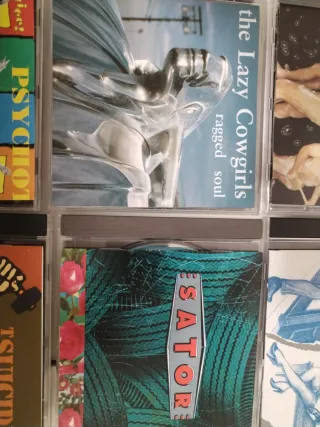 the Lazy Cowgirls
ragged soul
PSYCHO
SATOR